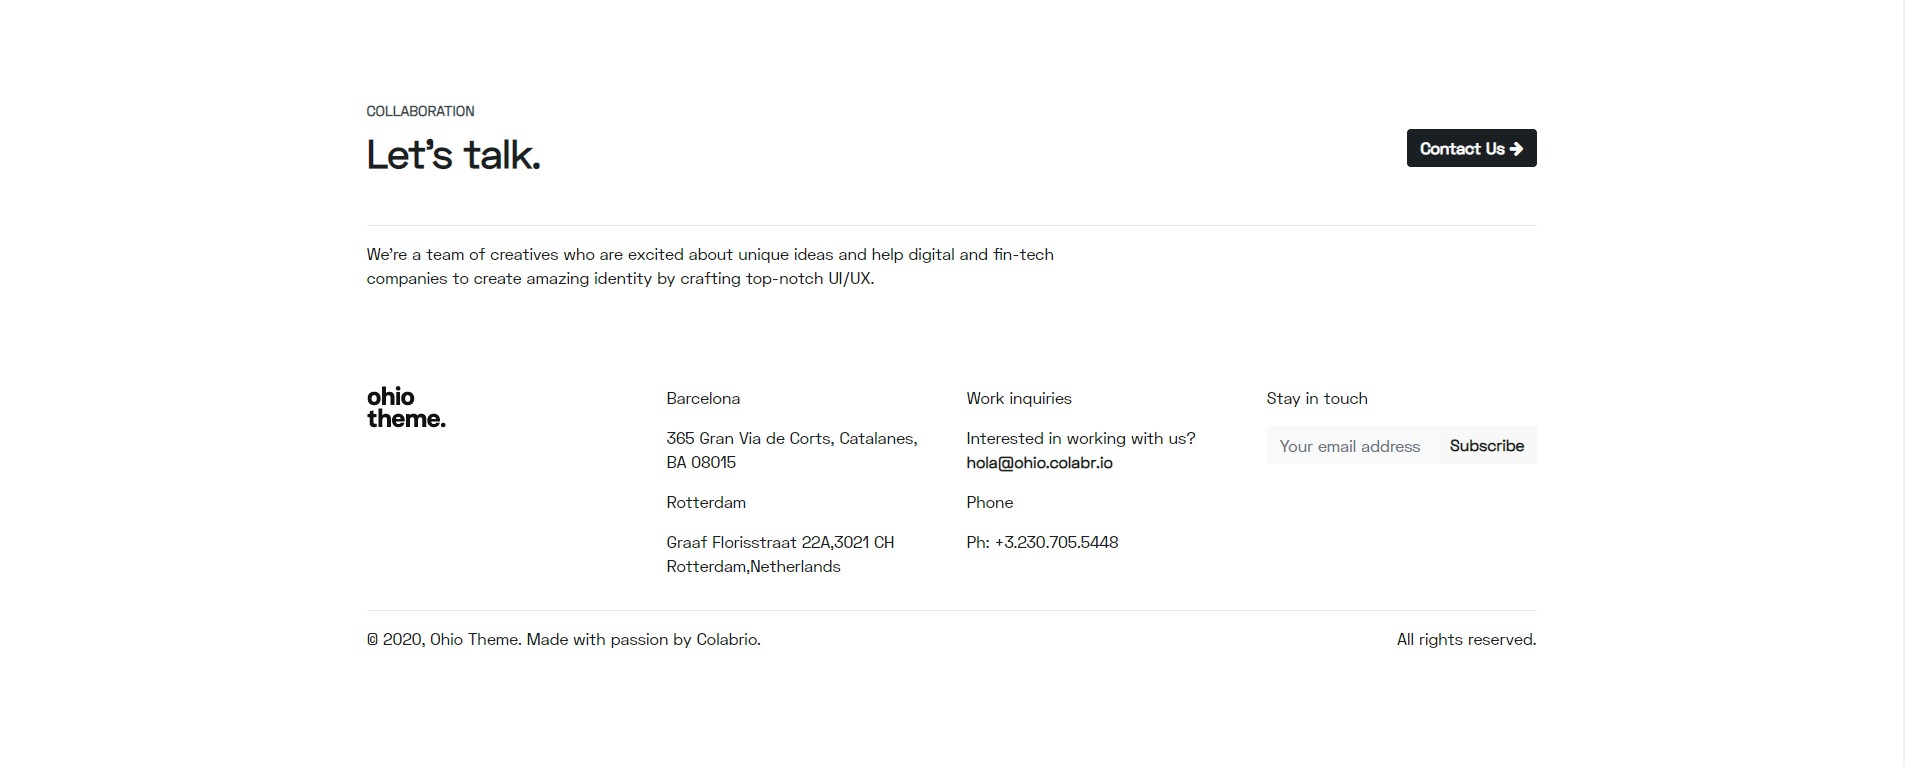 COLLABORATION
Let's talk.
Contact Us →
We're a team of creatives who are excited about unique ideas and help digital and fin-tech
companies to create amazing identity by crafting top-notch UI/UX.
ohio
theme.
Barcelona
365 Gran Via de Corts, Catalanes,
BA 08015
Rotterdam
Graaf Florisstraat 22A,3021 CH
Rotterdam,Netherlands
Work inquiries
Interested in working with us?
hola@ohio.colabr.io
Phone
Ph: +3.230.705.5448
Stay in touch
Your email address
Subscribe
© 2020, Ohio Theme. Made with passion by Colabrio.
All rights reserved.